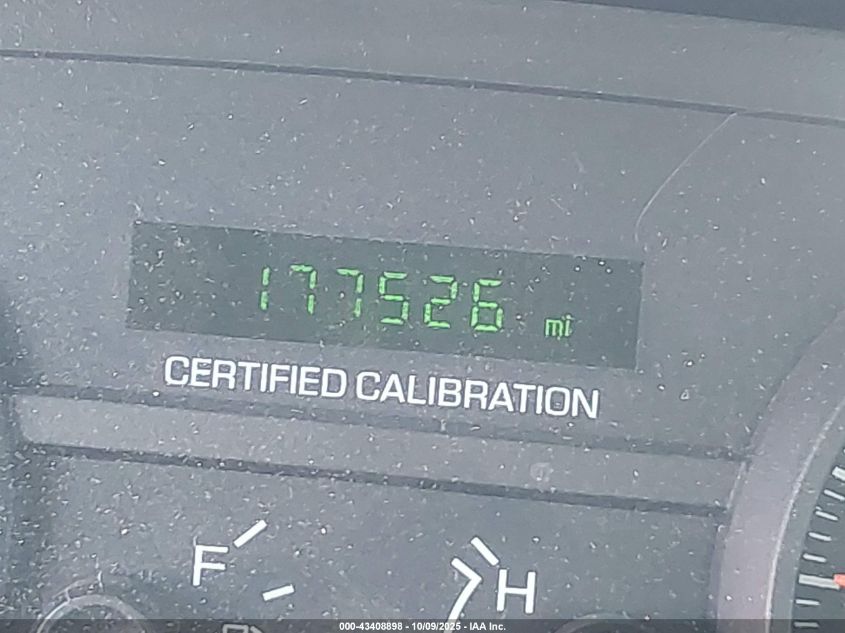 177526 mi
CERTIFIED CALIBRATION
F H
000-43408898 - 10/09/2025 - IAA Inc.